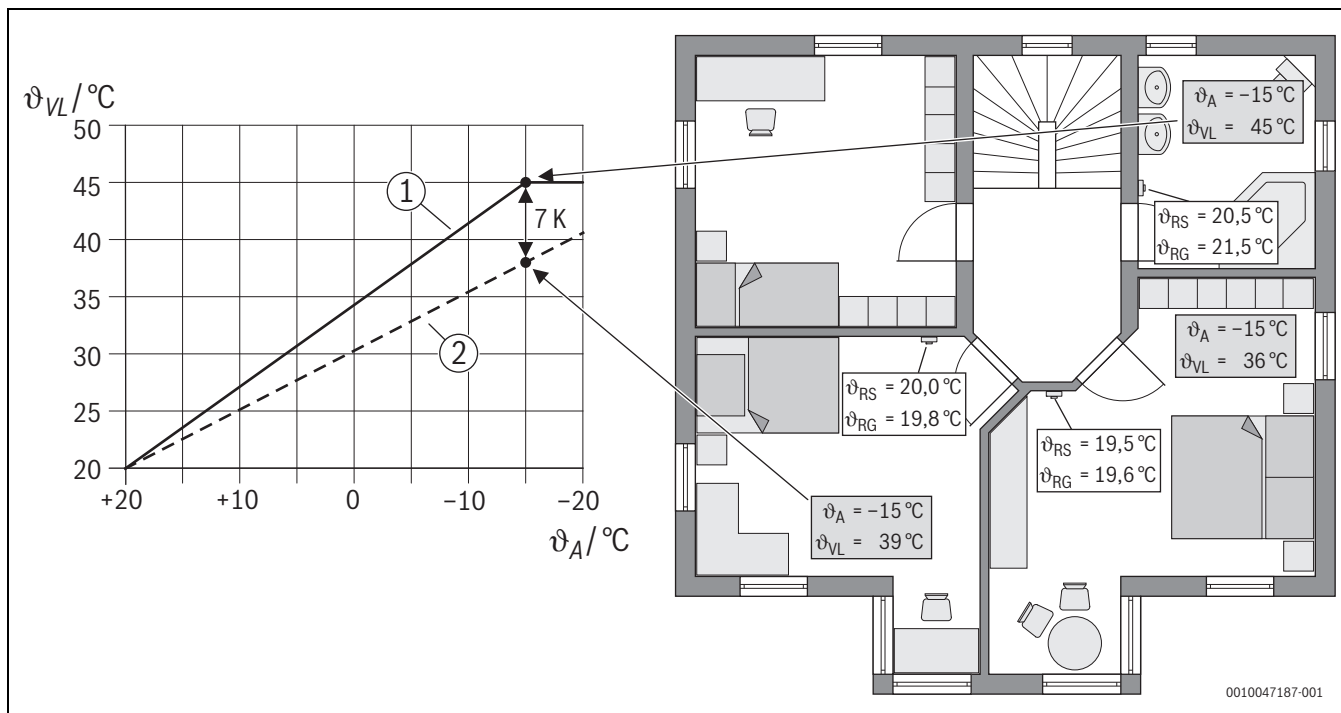 ϑVL/°C
50
45
40
35
30
25
20
+20
+10
0
−10
−20
ϑA/°C
1
7 K
2
ϑA = −15 °C
ϑVL = 45 °C
ϑRS = 20,5 °C
ϑRG = 21,5 °C
ϑA = −15 °C
ϑVL = 36 °C
ϑRS = 20,0 °C
ϑRG = 19,8 °C
ϑRS = 19,5 °C
ϑRG = 19,6 °C
ϑA = −15 °C
ϑVL = 39 °C
0010047187-001